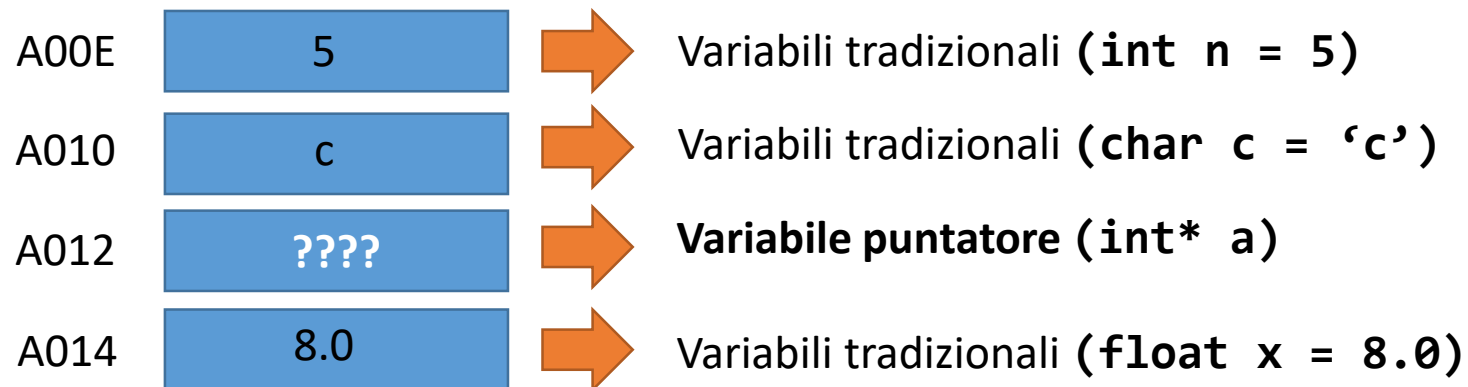 A00E 5 Variabili tradizionali (int n = 5)
A010 c Variabili tradizionali (char c = ‘c’)
A012 ???? Variabile puntatore (int* a)
A014 8.0 Variabili tradizionali (float x = 8.0)